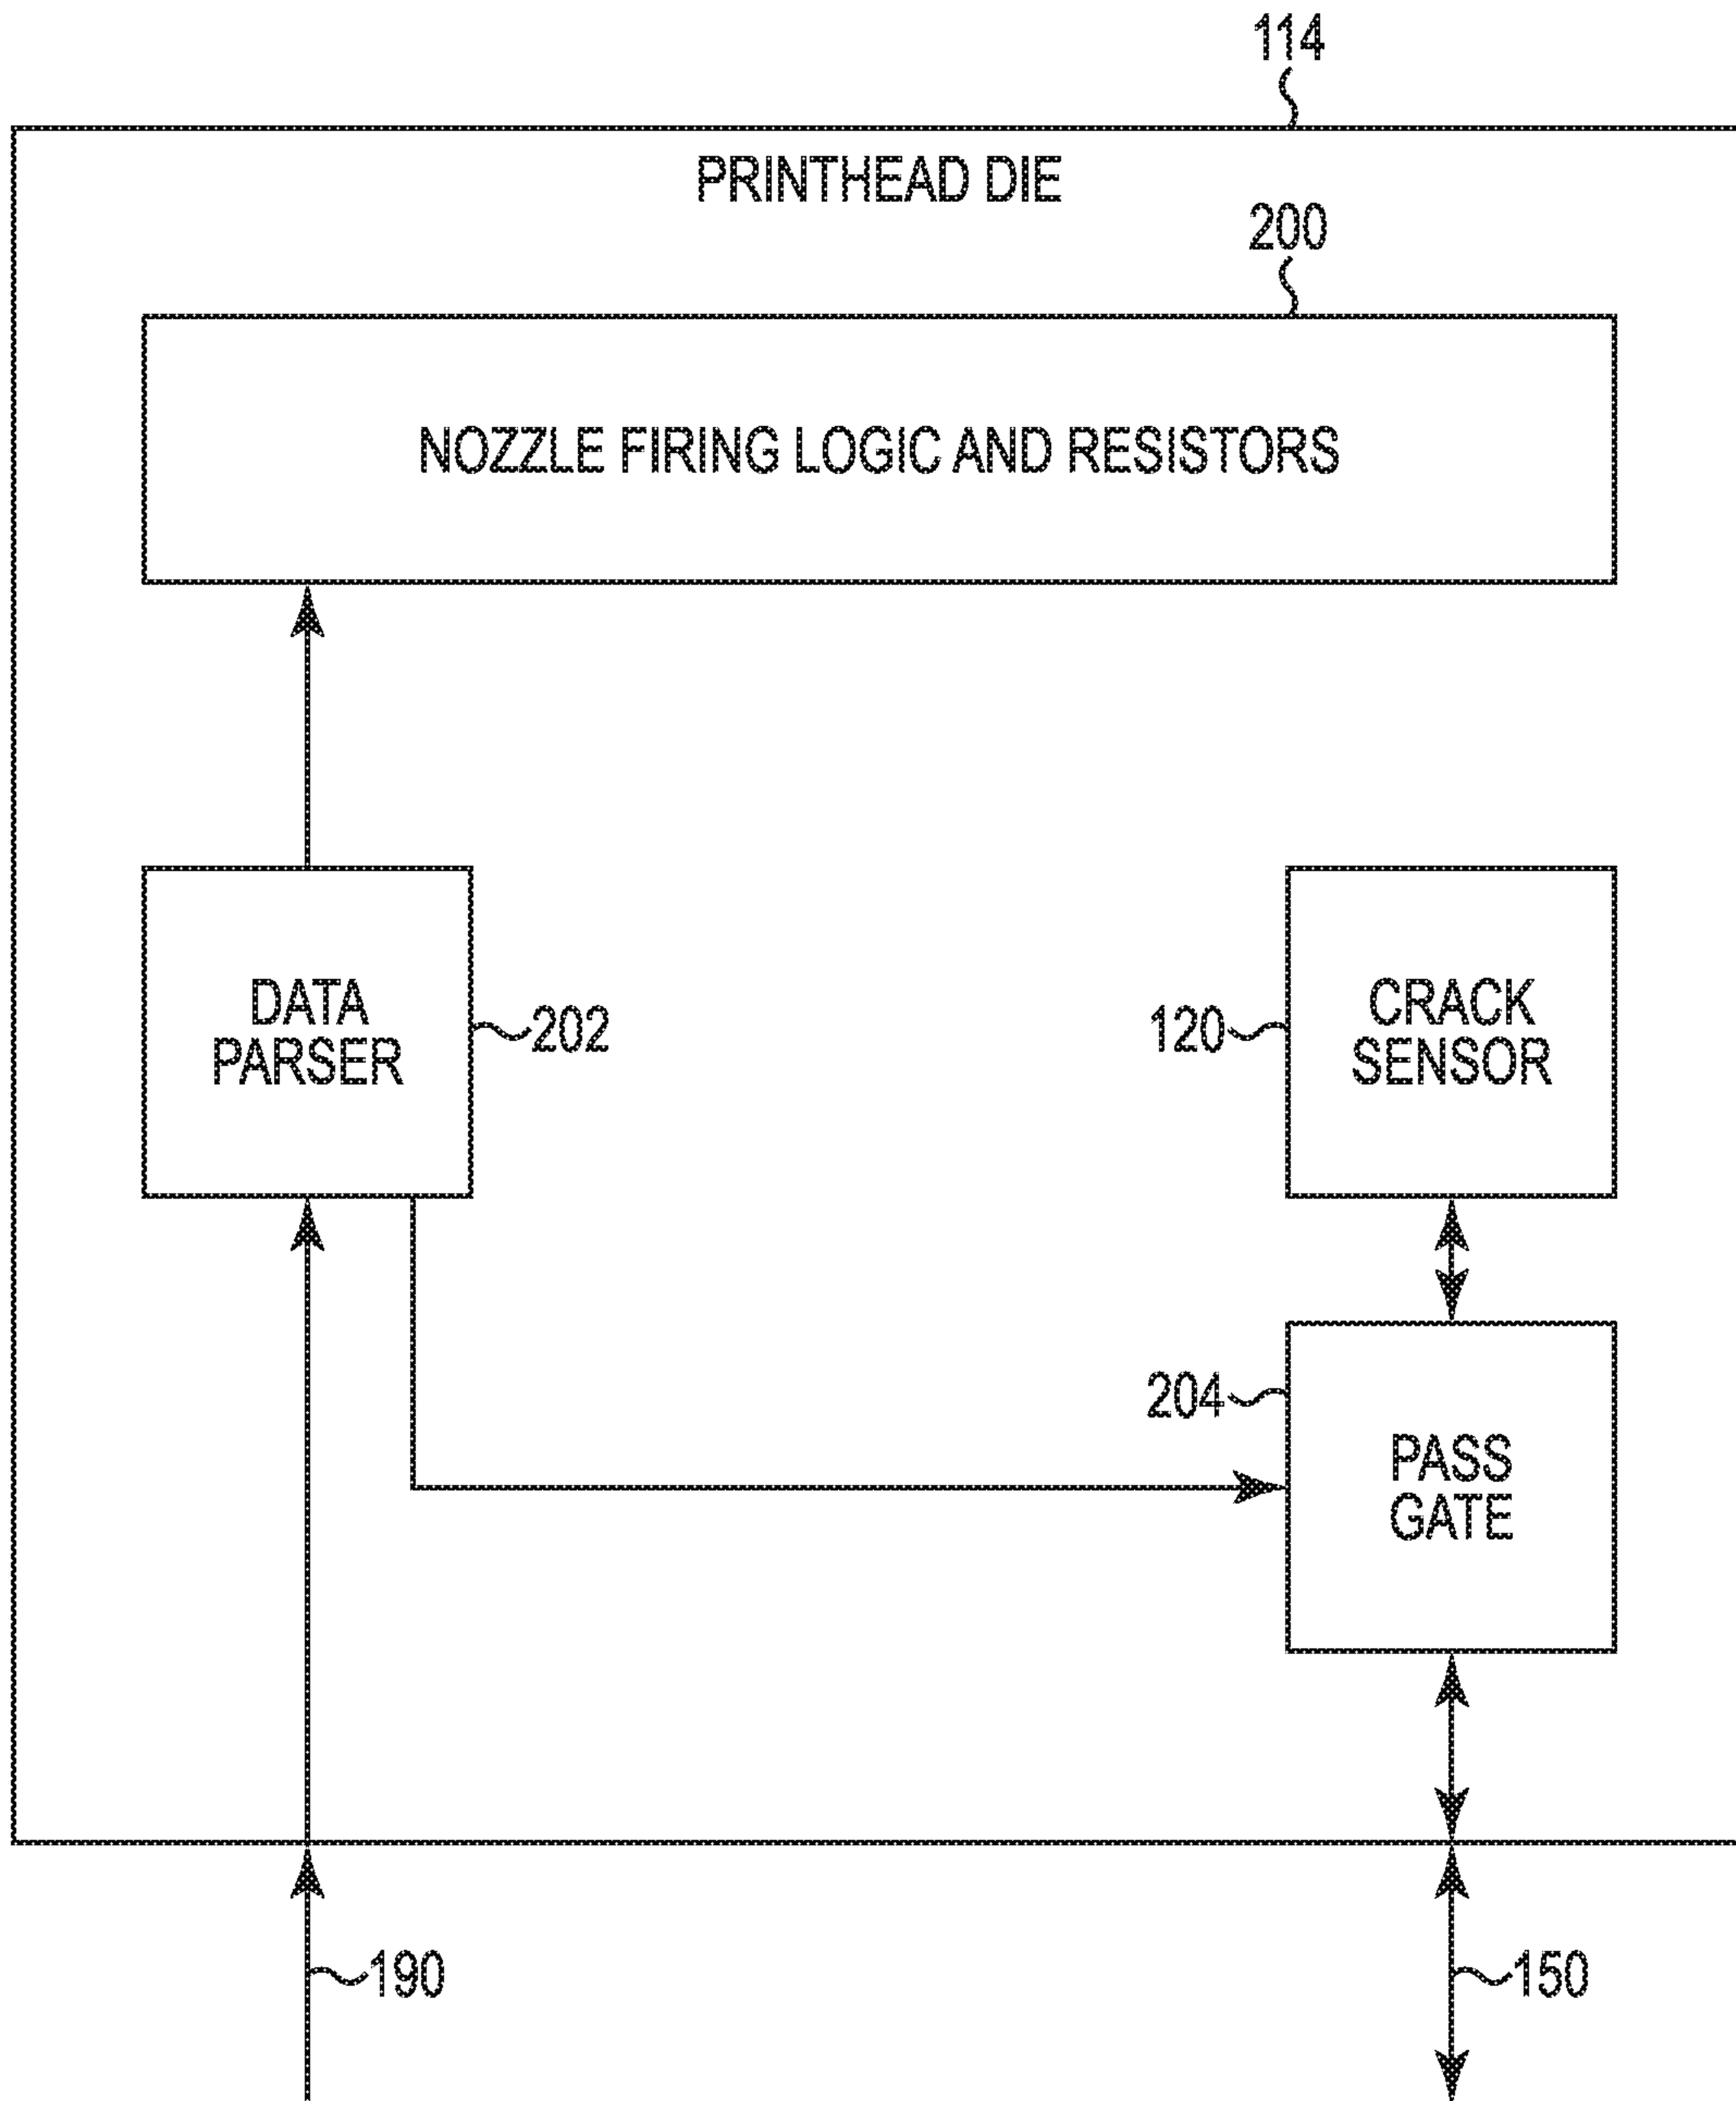 114
PRINTHEAD DIE
200
NOZZLE FIRING LOGIC AND RESISTORS
DATA
PARSER
202
120
CRACK
SENSOR
204
PASS
GATE
190
150